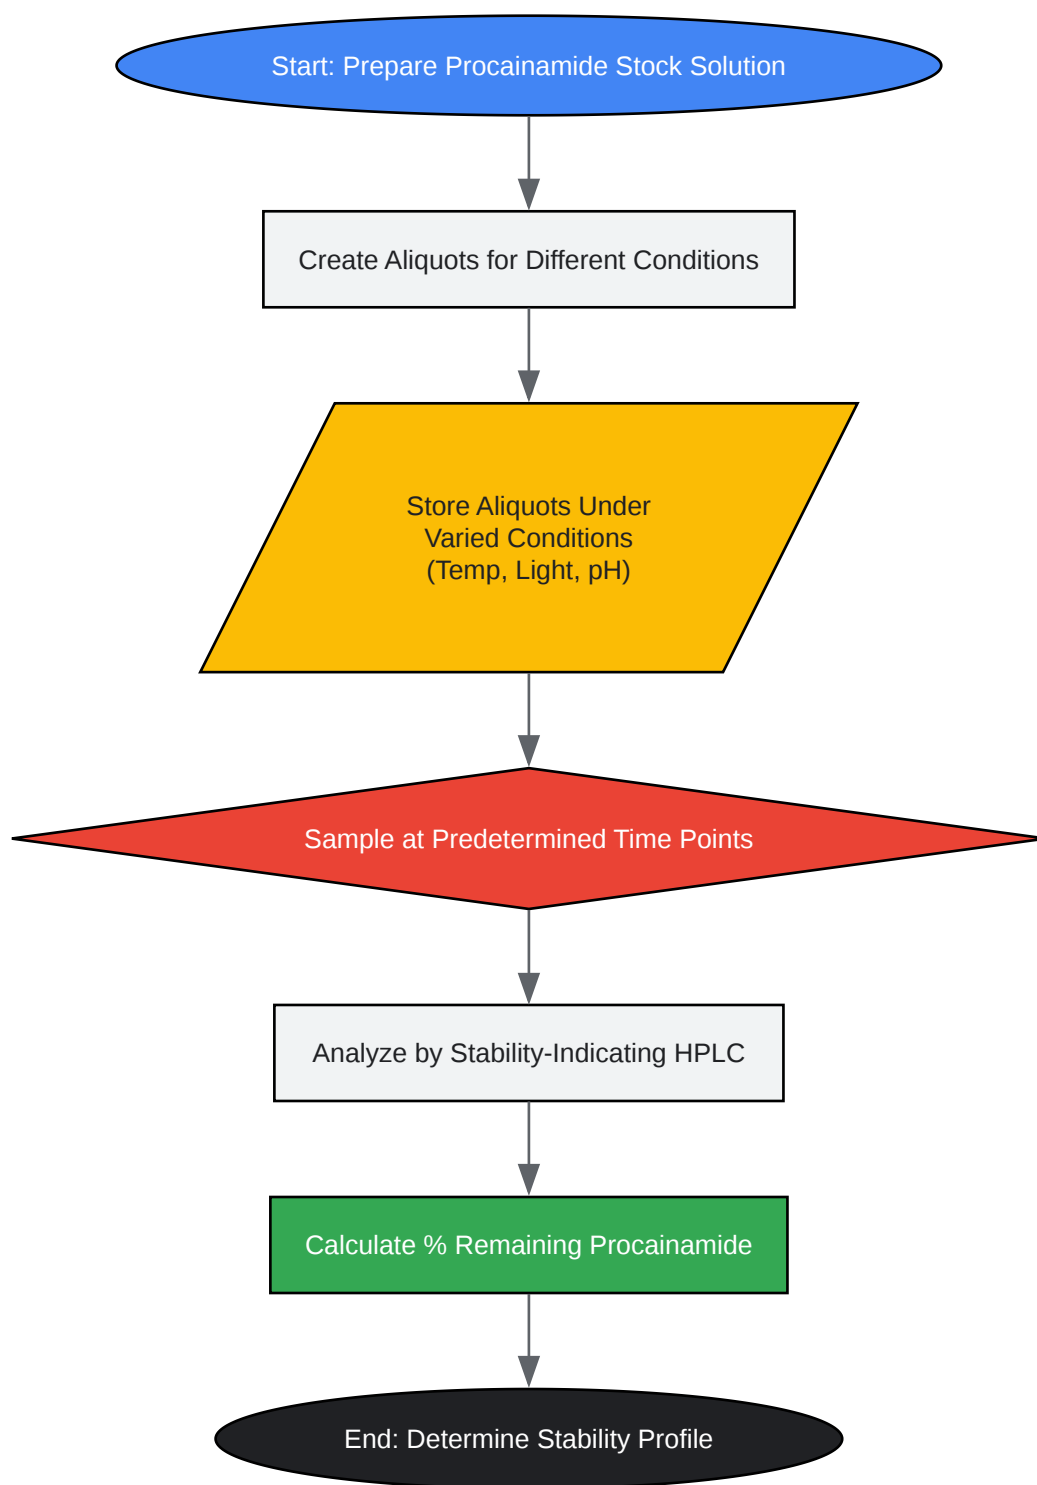 Start: Prepare Procainamide Stock Solution
Create Aliquots for Different Conditions
Store Aliquots Under
Varied Conditions
(Temp, Light, pH)
Sample at Predetermined Time Points
Analyze by Stability-Indicating HPLC
Calculate % Remaining Procainamide
End: Determine Stability Profile